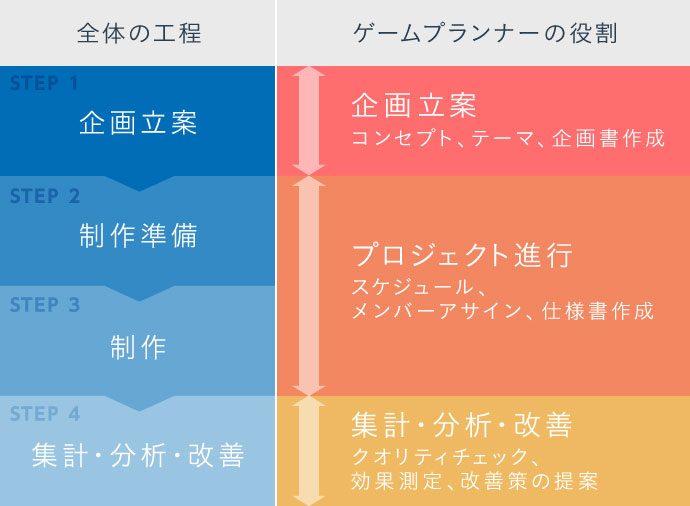 全体の工程
ゲームプランナーの役割
STEP 1
企画立案
企画立案
コンセプト、テーマ、企画書作成
STEP 2
制作準備
STEP 3
制作
プロジェクト進行
スケジュール、
メンバーアサイン、仕様書作成
STEP 4
集計・分析・改善
集計・分析・改善
クオリティチェック、
効果測定、改善策の提案